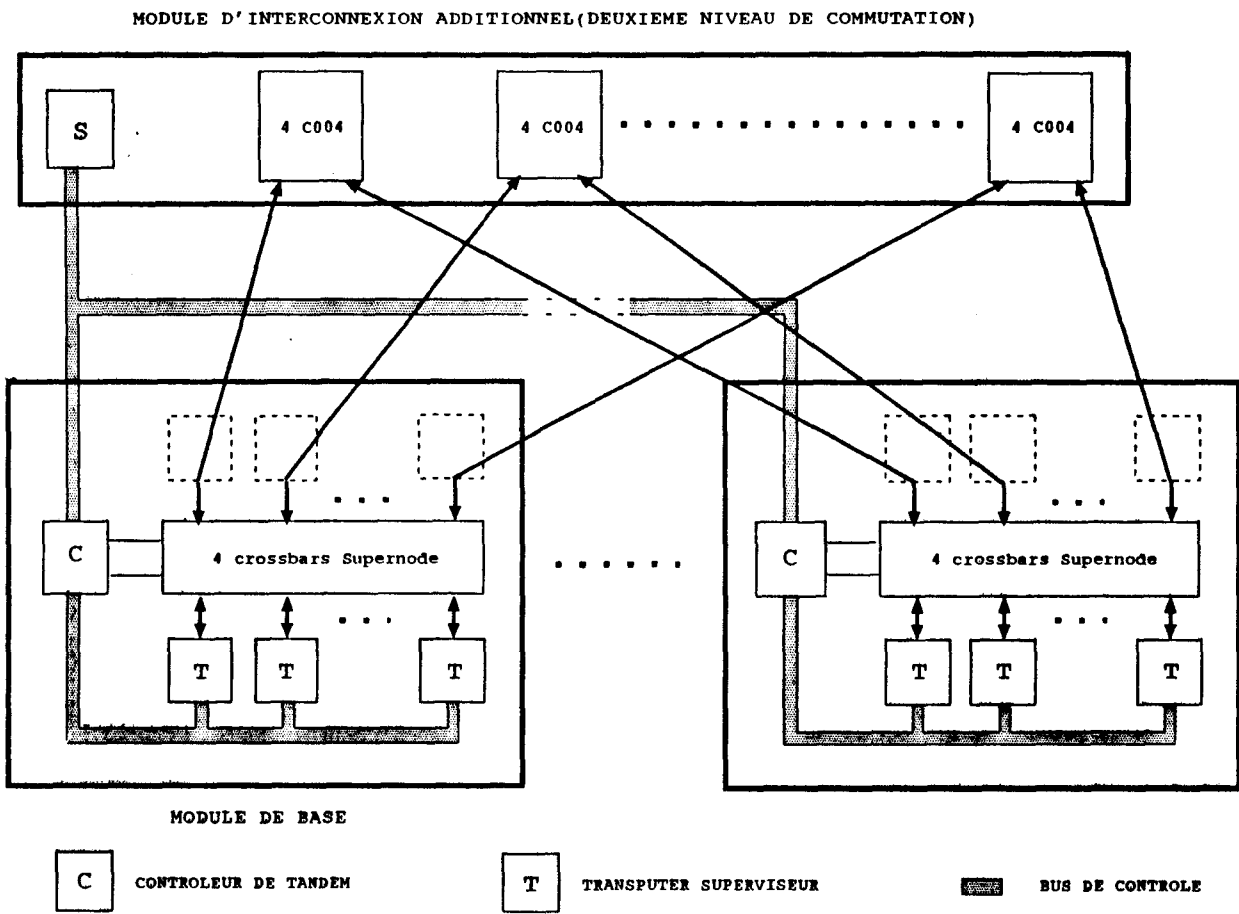 MODULE D'INTERCONNEXION ADDITIONNEL(DEUXIEME NIVEAU DE COMMUTATION)
S
4 C004
4 C004
4 C004
C
4 crossbars Supernode
C
4 crossbars Supernode
T
T
T
T
T
T
MODULE DE BASE
C
CONTROLEUR DE TANDEM
T
TRANSPUTER SUPERVISEUR
BUS DE CONTROLE